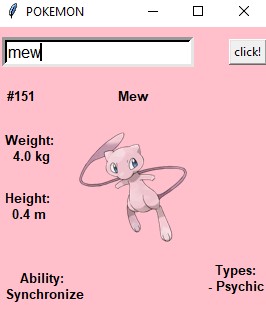 POKEMON
mew
click!
#151
Mew
Weight:
4.0 kg
Height:
0.4 m
Ability:
Synchronize
Types:
- Psychic